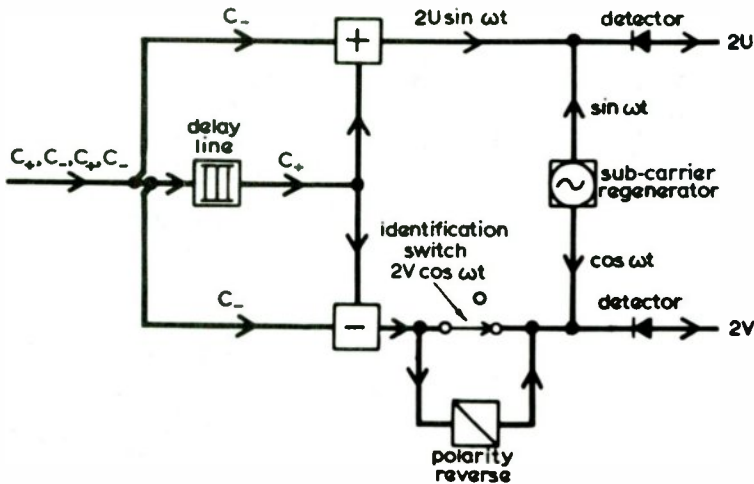 C₋
+
2U sin ωt
detector
2U
sin ωt
delay
line
C₊, C₋, C₊, C₋
C₊
sub-carrier
regenerator
identification
switch
2V cos ωt
cos ωt
C₋
−
detector
2V
polarity
reverse